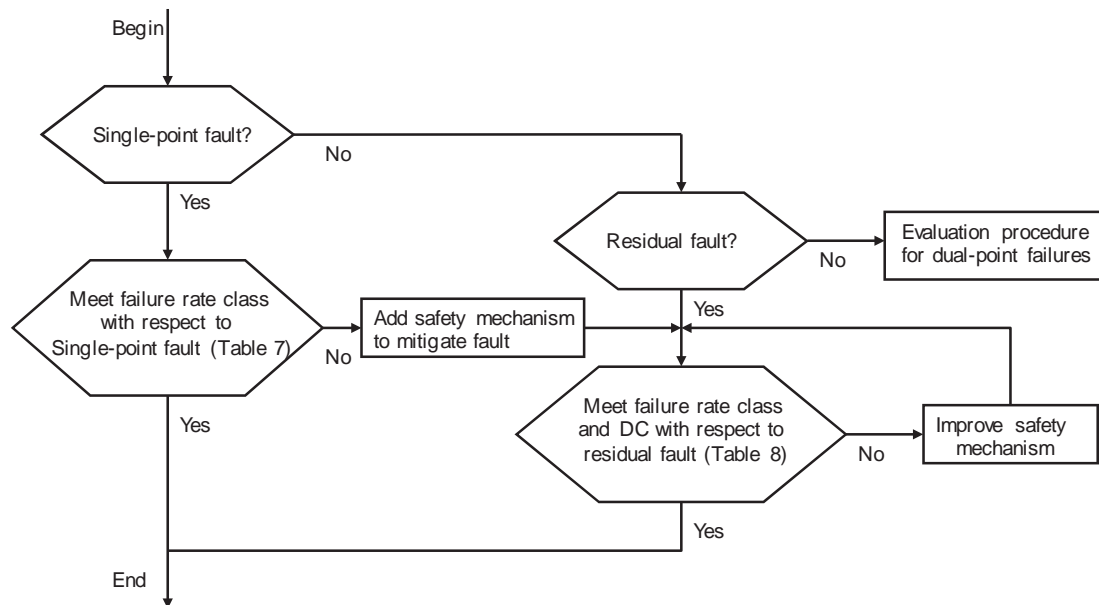 Begin
Single-point fault?
No
Yes
Residual fault?
No
Evaluation procedure
for dual-point failures
Yes
Meet failure rate class
with respect to
Single-point fault (Table 7)
No
Add safety mechanism
to mitigate fault
Yes
Meet failure rate class
and DC with respect to
residual fault (Table 8)
No
Improve safety
mechanism
Yes
End